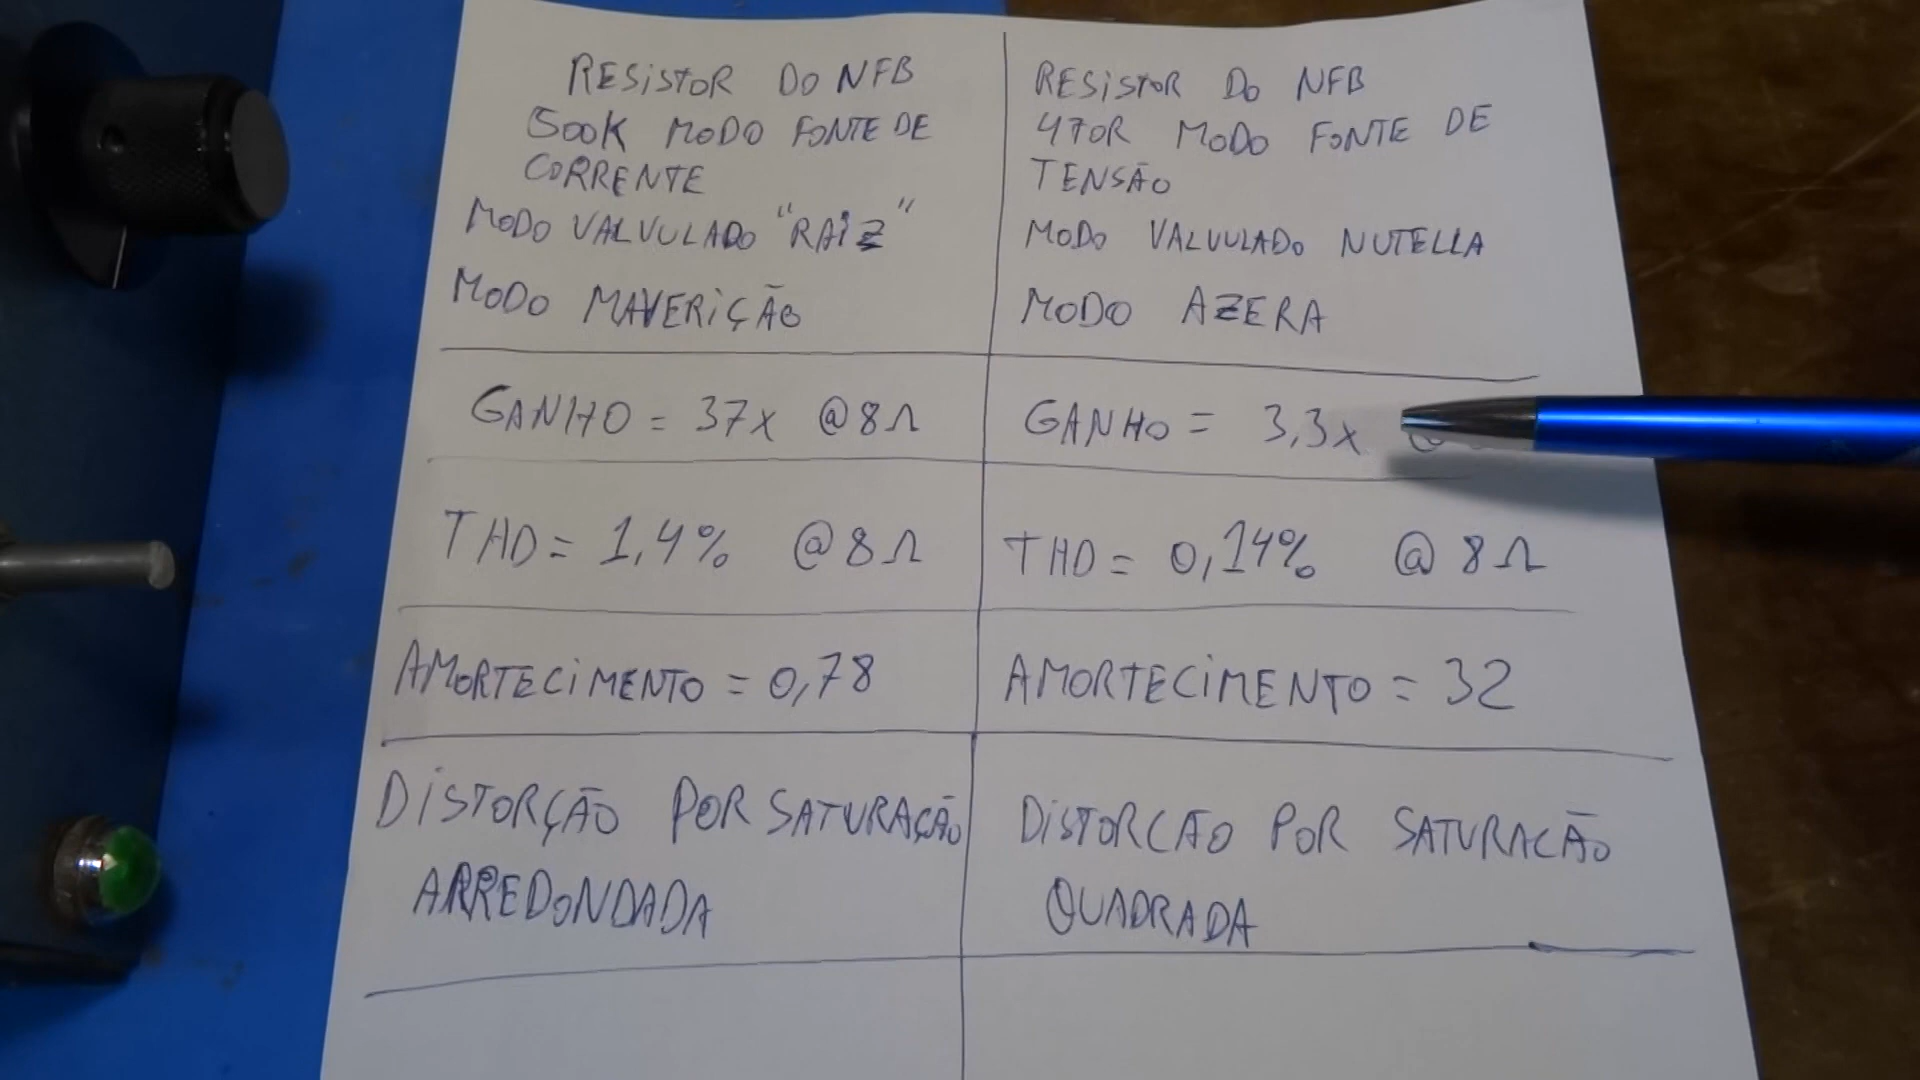 RESISTOR DO NFB
500K MODO FONTE DE
CORRENTE
MODO VALVULADO "RAIZ"
MODO MAVERIÇÃO
GANHO = 37x @8Ω
THD = 1,4% @8Ω
AMORTECIMENTO = 0,78
DISTORÇÃO POR SATURAÇÃO
ARREDONDADA
RESISTOR DO NFB
470R MODO FONTE DE
TENSÃO
MODO VALVULADO NUTELLA
MODO AZERA
GANHO = 3,3x @
THD = 0,14% @ 8Ω
AMORTECIMENTO = 32
DISTORCAO POR SATURACÃO
QUADRADA